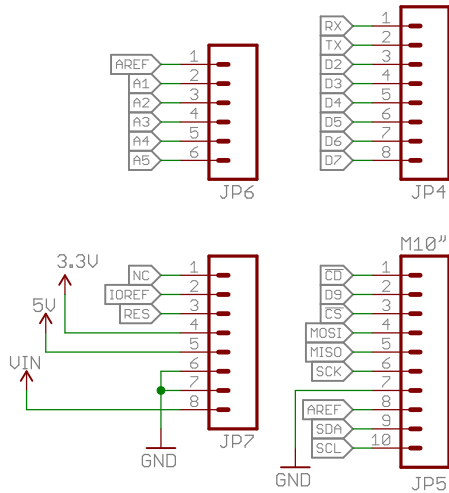 AREF 1
A1 2
A2 3
A3 4
A4 5
A5 6
JP6
RX 1
TX 2
D2 3
D3 4
D4 5
D5 6
D6 7
D7 8
JP4
3.3V
5V
VIN
NC 1
IOREF 2
RES 3
4
5
6
7
8
GND
JP7
M10"
CD 1
D9 2
CS 3
MOSI 4
MISO 5
SCK 6
7
AREF 8
SDA 9
SCL 10
GND
JP5